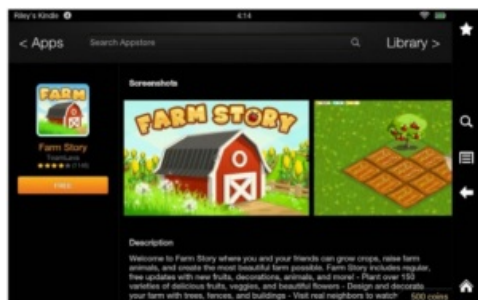 Riley's Kindle 4:14
< Apps Search Appstore Library >
Screenshots
FARM
FARM STORY
Farm Story
TeamLava
FREE
Description
Welcome to Farm Story where you and your friends can grow crops, raise farm
animals, and create the most beautiful farm possible. Farm Story includes regular,
free updates with new fruits, decorations, animals, and more! - Plant over 150
varieties of delicious fruits, veggies, and beautiful flowers - Design and decorate
your farm with trees, fences, and buildings - Visit real neighbors to watch
500 coins